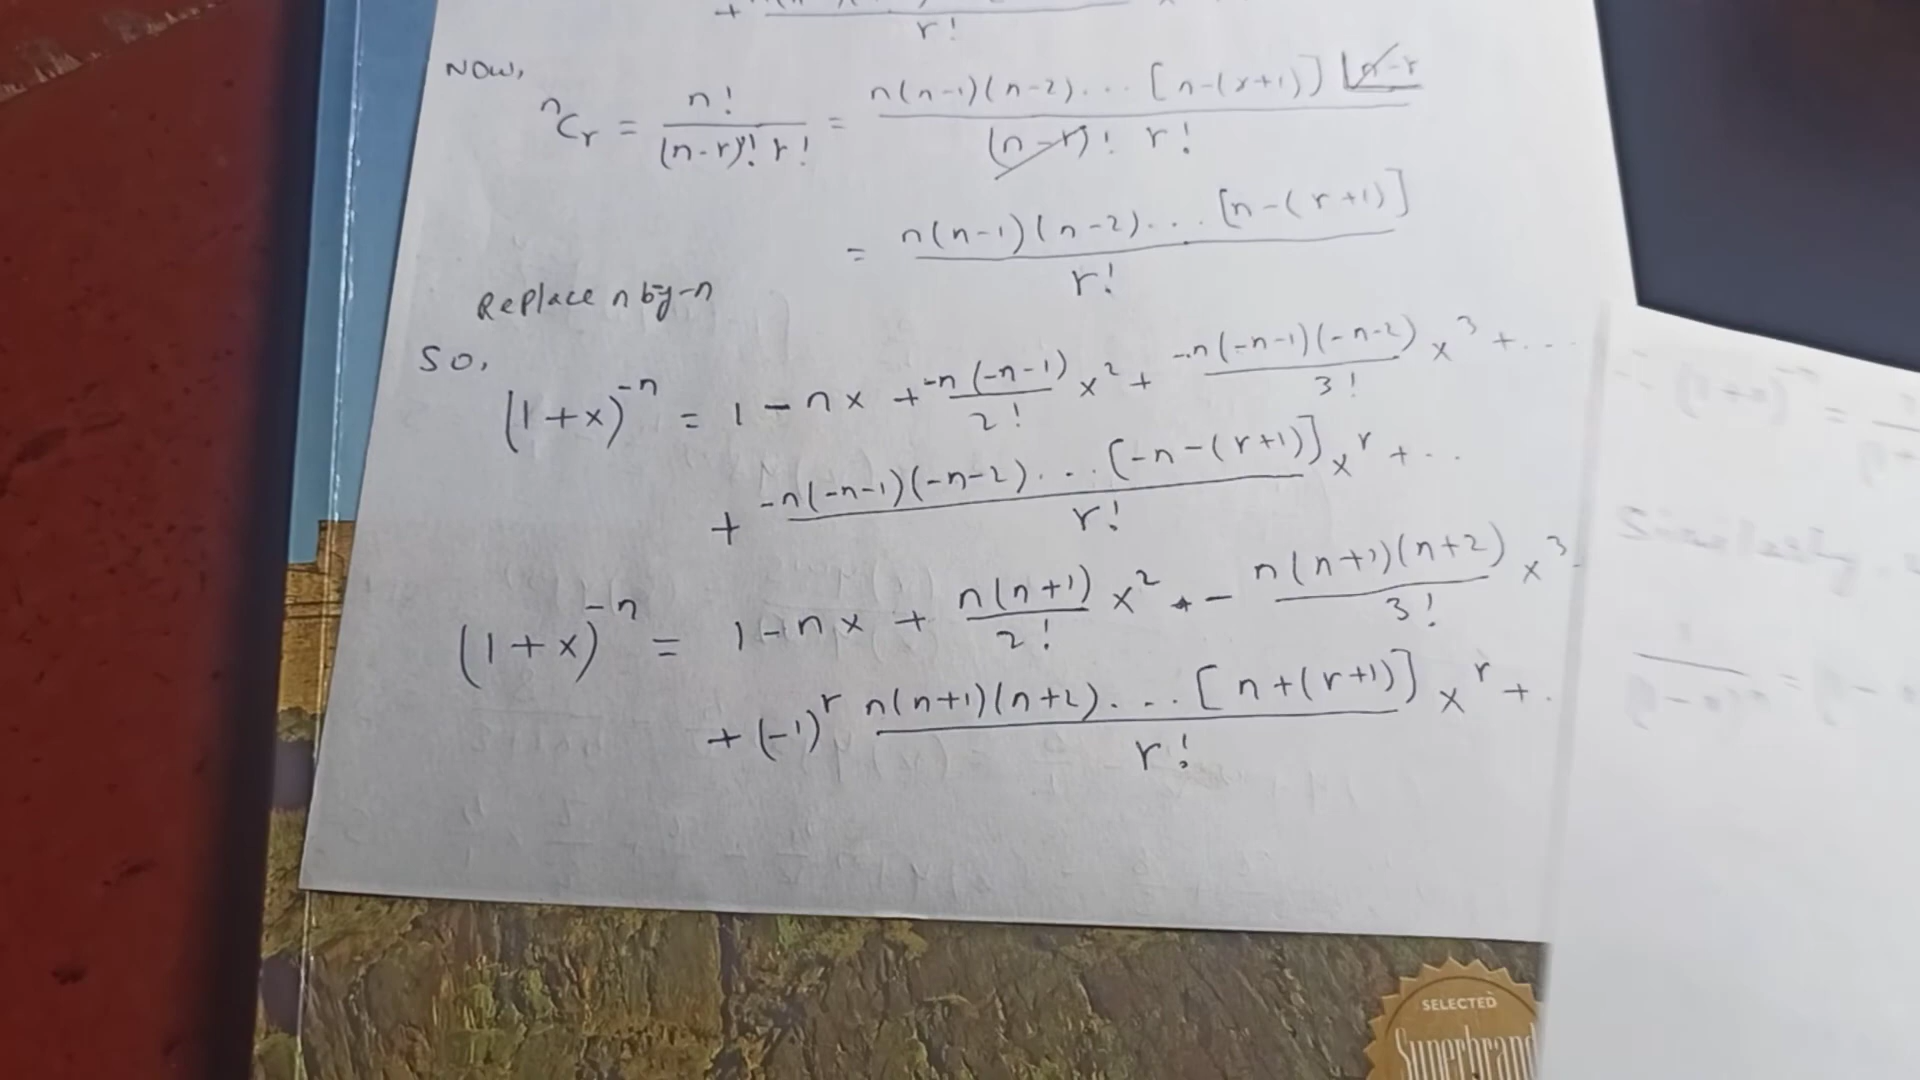 r!
Now,
ⁿCᵣ = n! / (n-r)! r! = n(n-1)(n-2)... [n-(r+1)] |n-r / (n-r)! r!
= n(n-1)(n-2)... [n-(r+1)] / r!
Replace n by -n
So,
(1+x)⁻ⁿ = 1 - nx + -n(-n-1) / 2! x² + -n(-n-1)(-n-2) / 3! x³ + ...
+ -n(-n-1)(-n-2)... [-n-(r+1)] / r! xʳ + ..
(1+x)⁻ⁿ = 1 - nx + n(n+1) / 2! x² - n(n+1)(n+2) / 3! x³
+ (-1)ʳ n(n+1)(n+2)... [n+(r+1)] / r! xʳ + .
SELECTED
Superbrand